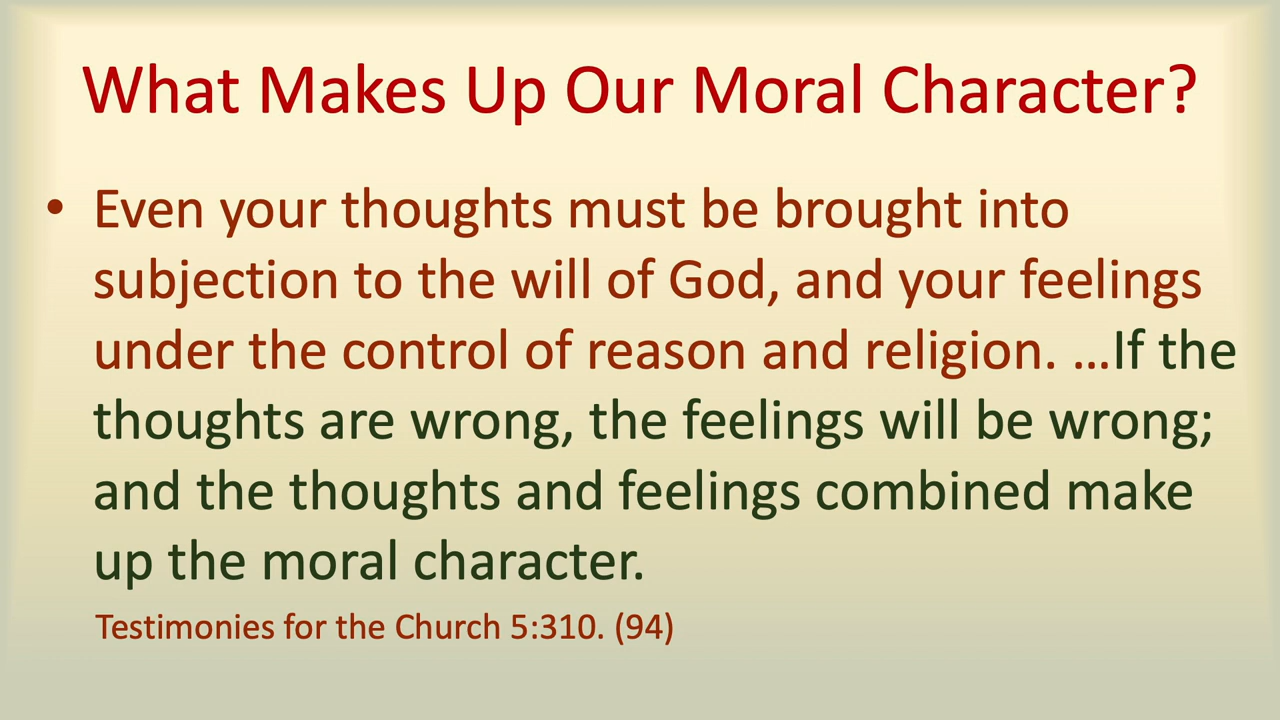 What Makes Up Our Moral Character?
• Even your thoughts must be brought into
subjection to the will of God, and your feelings
under the control of reason and religion. …If the
thoughts are wrong, the feelings will be wrong;
and the thoughts and feelings combined make
up the moral character.
Testimonies for the Church 5:310. (94)